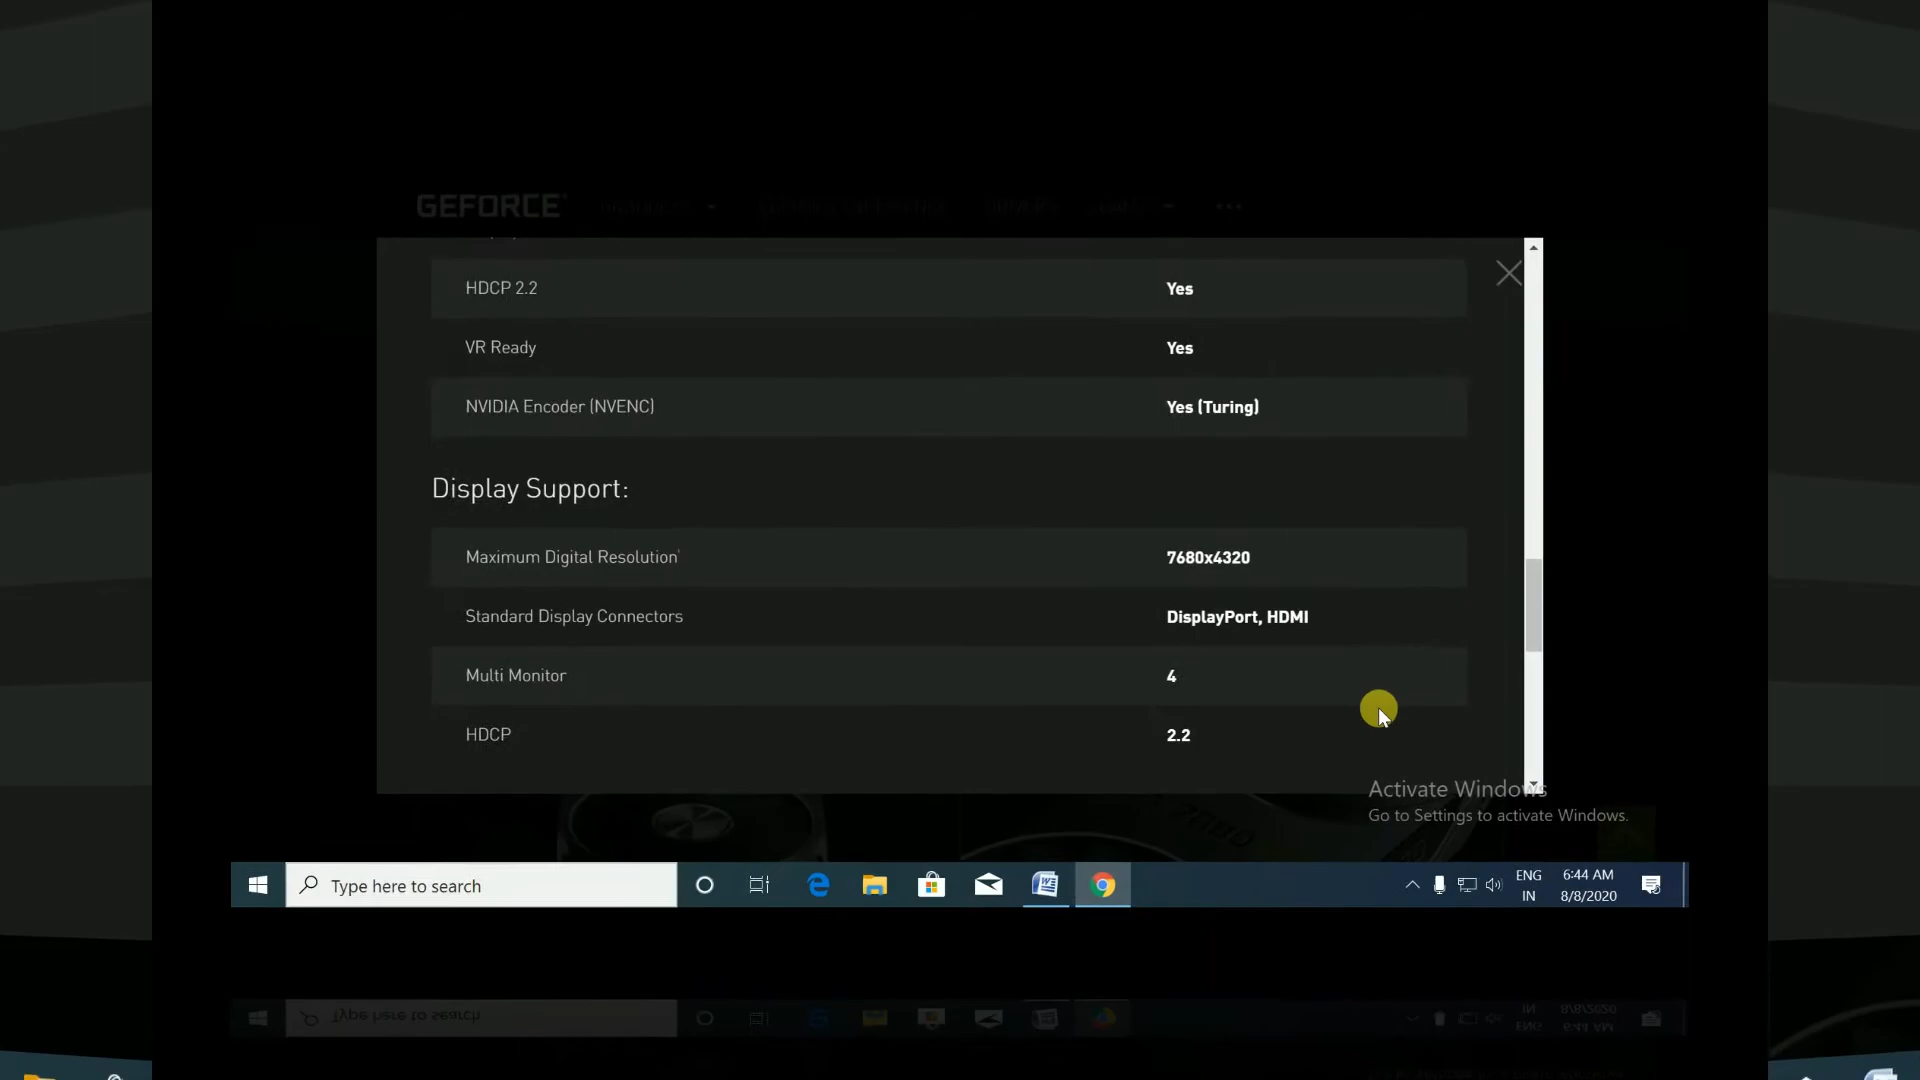 GEFORCE
HDCP 2.2 Yes
VR Ready Yes
NVIDIA Encoder (NVENC) Yes (Turing)
Display Support:
Maximum Digital Resolution¹ 7680x4320
Standard Display Connectors DisplayPort, HDMI
Multi Monitor 4
HDCP 2.2
Activate Windows
Go to Settings to activate Windows.
Type here to search
ENG
IN
6:44 AM
8/8/2020